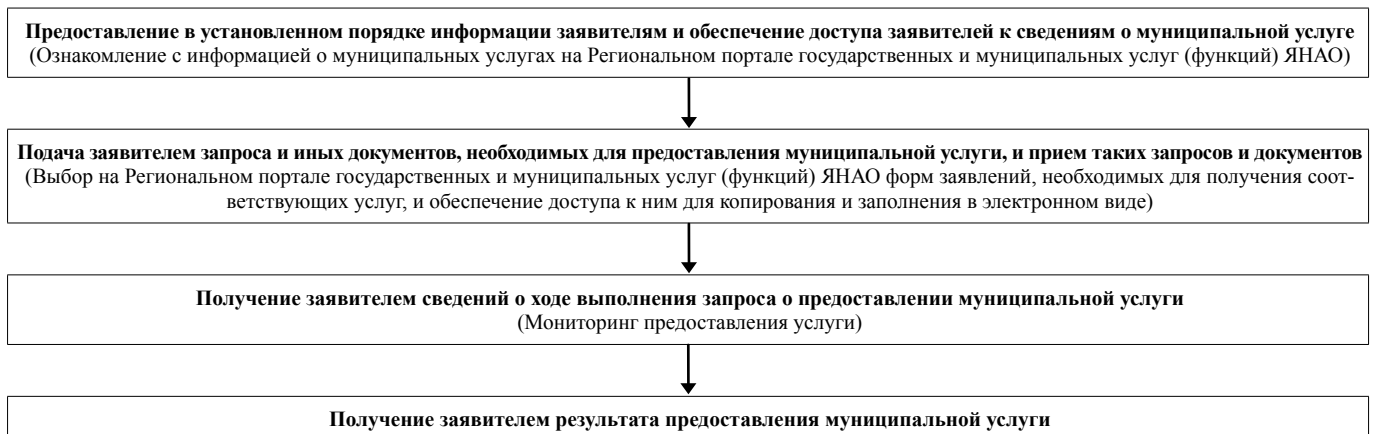 Предоставление в установленном порядке информации заявителям и обеспечение доступа заявителей к сведениям о муниципальной услуге
(Ознакомление с информацией о муниципальных услугах на Региональном портале государственных и муниципальных услуг (функций) ЯНАО)
Подача заявителем запроса и иных документов, необходимых для предоставления муниципальной услуги, и прием таких запросов и документов
(Выбор на Региональном портале государственных и муниципальных услуг (функций) ЯНАО форм заявлений, необходимых для получения соот-
ветствующих услуг, и обеспечение доступа к ним для копирования и заполнения в электронном виде)
Получение заявителем сведений о ходе выполнения запроса о предоставлении муниципальной услуги
(Мониторинг предоставления услуги)
Получение заявителем результата предоставления муниципальной услуги